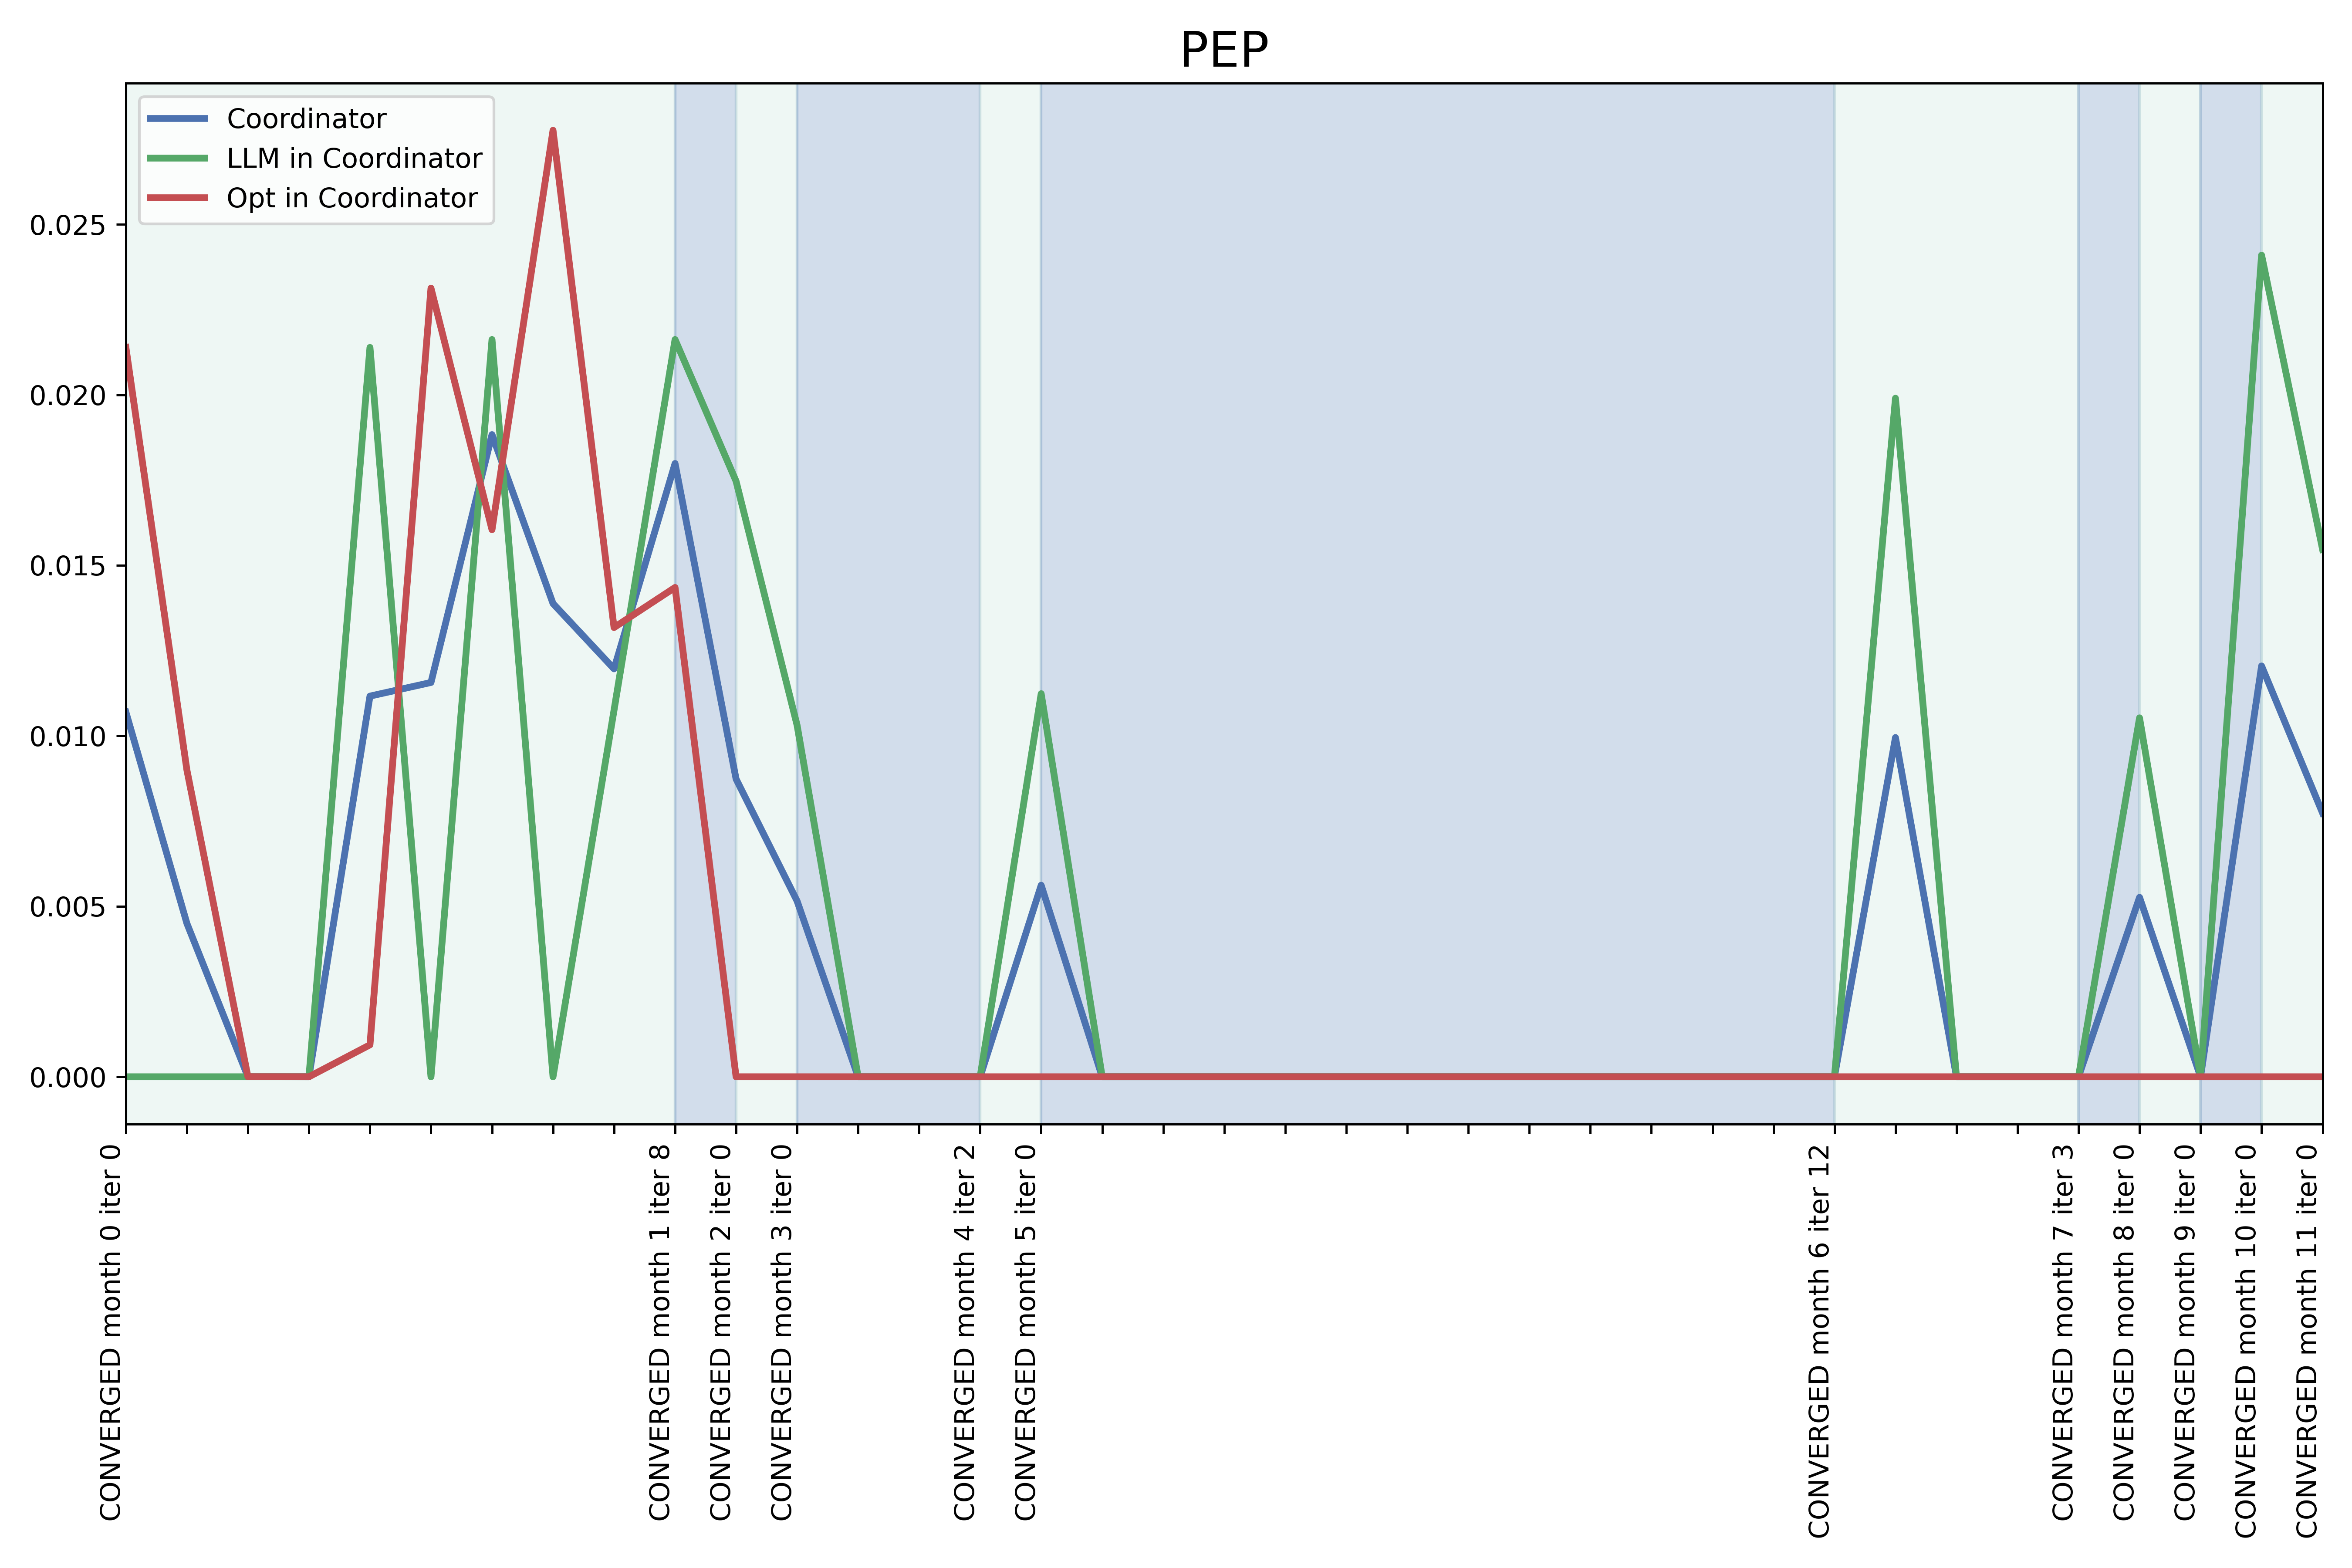 PEP
Coordinator
LLM in Coordinator
Opt in Coordinator
0.025
0.020
0.015
0.010
0.005
0.000
CONVERGED month 0 iter 0
CONVERGED month 1 iter 8
CONVERGED month 2 iter 0
CONVERGED month 3 iter 0
CONVERGED month 4 iter 2
CONVERGED month 5 iter 0
CONVERGED month 6 iter 12
CONVERGED month 7 iter 3
CONVERGED month 8 iter 0
CONVERGED month 9 iter 0
CONVERGED month 10 iter 0
CONVERGED month 11 iter 0